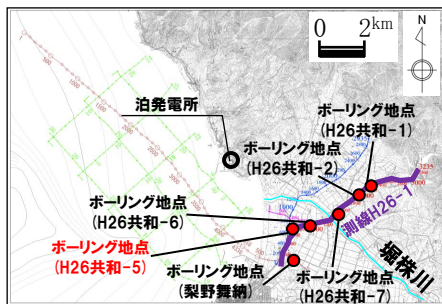 0 2km
N
泊発電所
ボーリング地点
(H26共和-1)
ボーリング地点
(H26共和-2)
ボーリング地点
(H26共和-6)
ボーリング地点
(H26共和-5)
ボーリング地点
(梨野舞納)
ボーリング地点
(H26共和-7)
測線H26-1
堀株川
3235